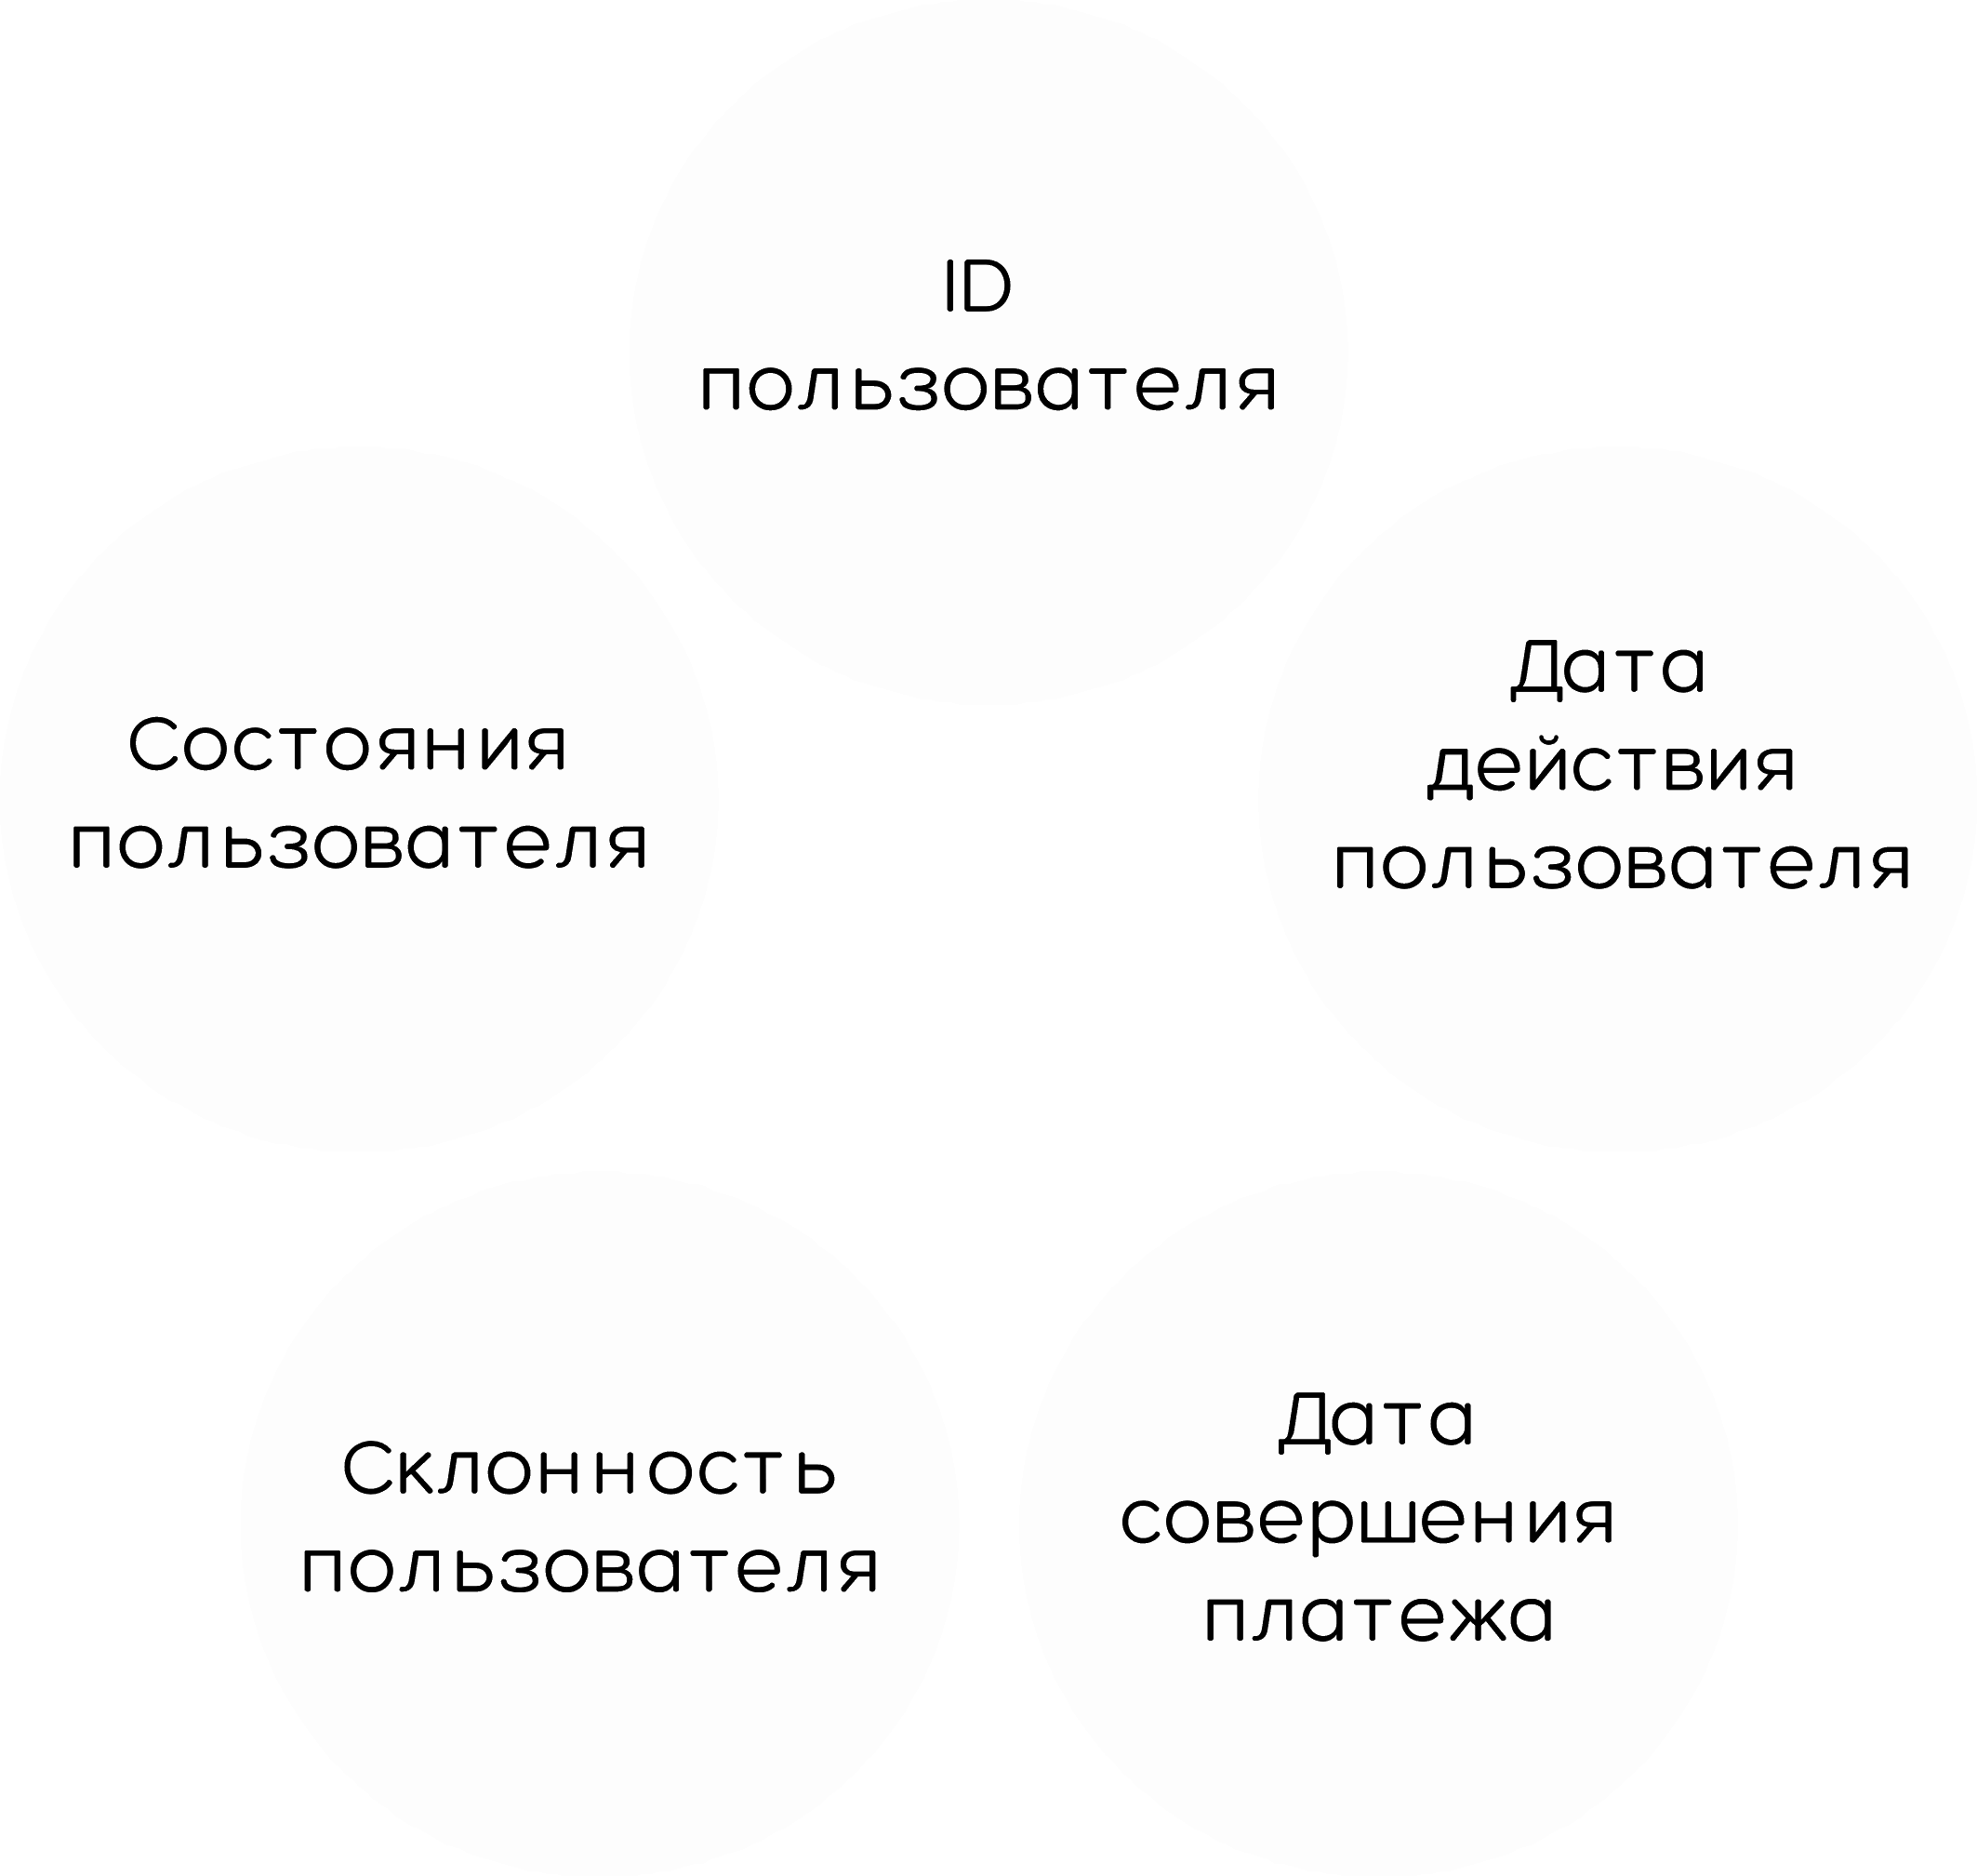 ID
пользователя
Состояния
пользователя
Дата
действия
пользователя
Склонность
пользователя
Дата
совершения
платежа